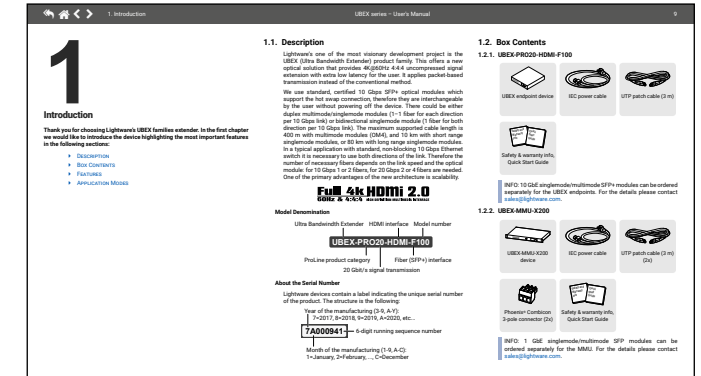 1. Introduction
UBEX series – User's Manual
9
1
Introduction
Thank you for choosing Lightware's UBEX families extender. In the first chapter
we would like to introduce the device highlighting the most important features
in the following sections:
Description
Box Contents
Features
Application Modes
1.1. Description
Lightware's one of the most visionary development project is the
UBEX (Ultra Bandwidth Extender) product family. This offers a new
optical solution that provides 4K@60Hz 4:4:4 uncompressed signal
extension with extra low latency for the user. It applies packet-based
transmission instead of the conventional method.
We use standard, certified 10 Gbps SFP+ optical modules which
support the hot swap connection, therefore they are interchangeable
by the user without powering off the device. There could be either
duplex multimode/singlemode modules (1–1 fiber for each direction
per 10 Gbps link) or bidirectional singlemode module (1 fiber for both
direction per 10 Gbps link). The maximum supported cable length is
400 m with multimode modules (OM4), and 10 km with short range
singlemode modules, or 80 km with long range singlemode modules.
In a typical application with standard, non-blocking 10 Gbps Ethernet
switch it is necessary to use both directions of the link. Therefore the
number of necessary fibers depends on the link speed and the optical
module: for 10 Gbps 1 or 2 fibers, for 20 Gbps 2 or 4 fibers are needed.
One of the primary advantages of the new architecture is scalability.
Full 4k HDMI 2.0
60Hz & 4:4:4
Model Denomination
Ultra Bandwindth Extender HDMI interface Model number
UBEX-PRO20-HDMI-F100
ProLine product category Fiber (SFP+) interface
20 Gbit/s signal transmission
About the Serial Number
Lightware devices contain a label indicating the unique serial number
of the product. The structure is the following:
Year of the manufacturing (3-9, A-Y):
7=2017, 8=2018, 9=2019, A=2020, etc...
7A000941 6-digit running sequence number
Month of the manufacturing (1-9, A-C):
1=January, 2=February, ..., C=December
1.2. Box Contents
1.2.1. UBEX-PRO20-HDMI-F100
UBEX endpoint device
IEC power cable
UTP patch cable (3 m)
Safety & warranty info,
Quick Start Guide
INFO: 10 GbE singlemode/multimode SFP+ modules can be ordered
separately for the UBEX endpoints. For the details please contact
sales@lightware.com.
1.2.2. UBEX-MMU-X200
UBEX-MMU-X200
device
IEC power cable
UTP patch cable (3 m)
(2x)
Phoenix® Combicon
3-pole connector (2x)
Safety & warranty info,
Quick Start Guide
INFO: 1 GbE singlemode/multimode SFP modules can be
ordered separately for the MMU. For the details please contact
sales@lightware.com.